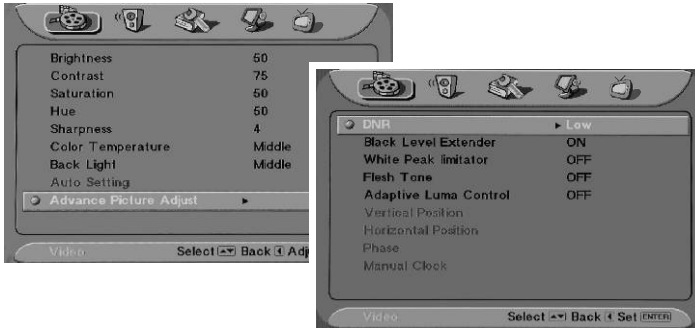 Brightness 50
Contrast 75
Saturation 50
Hue 50
Sharpness 4
Color Temperature Middle
Back Light Middle
Auto Setting
Advance Picture Adjust
Video Select Back Adj
DNR Low
Black Level Extender ON
White Peak limitator OFF
Flesh Tone OFF
Adaptive Luma Control OFF
Vertical Position
Horizontal Position
Phase
Manual Clock
Video Select Back Set ENTER